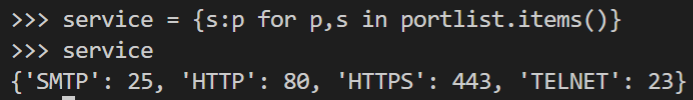 >>> service = {s:p for p,s in portlist.items()}
>>> service
{'SMTP': 25, 'HTTP': 80, 'HTTPS': 443, 'TELNET': 23}